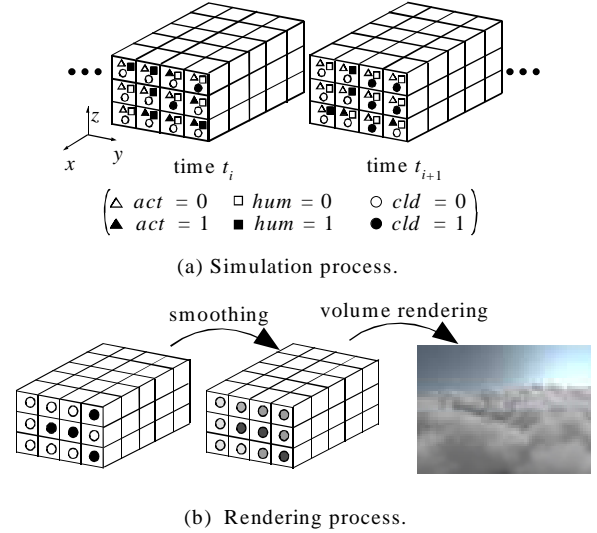 z
x
y
time t_i
time t_{i+1}
△ act = 0 □ hum = 0 ○ cld = 0
▲ act = 1 ■ hum = 1 ● cld = 1
(a) Simulation process.
smoothing
volume rendering
(b) Rendering process.